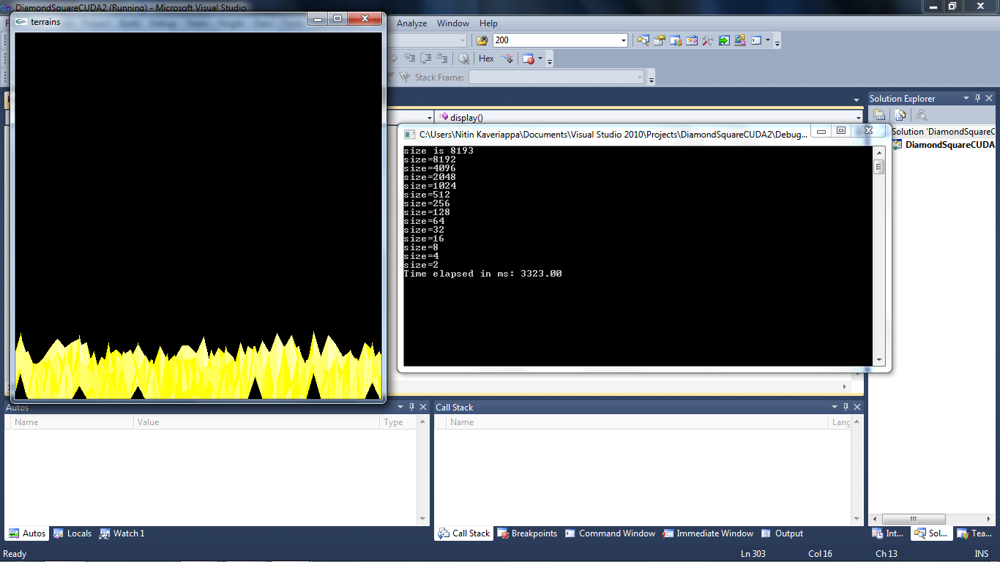 DiamondSquareCUDA2 (Running) - Microsoft Visual Studio
terrains
Analyze Window Help
200
Hex
Stack Frame:
display()
Solution Explorer
Solution 'DiamondSquareC
DiamondSquareCUDA
C:\Users\Nitin Kaveriappa\Documents\Visual Studio 2010\Projects\DiamondSquareCUDA2\Debug...
size is 8193
size=8192
size=4096
size=2048
size=1024
size=512
size=256
size=128
size=64
size=32
size=16
size=8
size=4
size=2
Time elapsed in ms: 3323.00
Autos
Name Value Type
Call Stack
Name Lang
Autos Locals Watch 1
Call Stack Breakpoints Command Window Immediate Window Output
Int... Sol... Tea...
Ready Ln 303 Col 16 Ch 13 INS